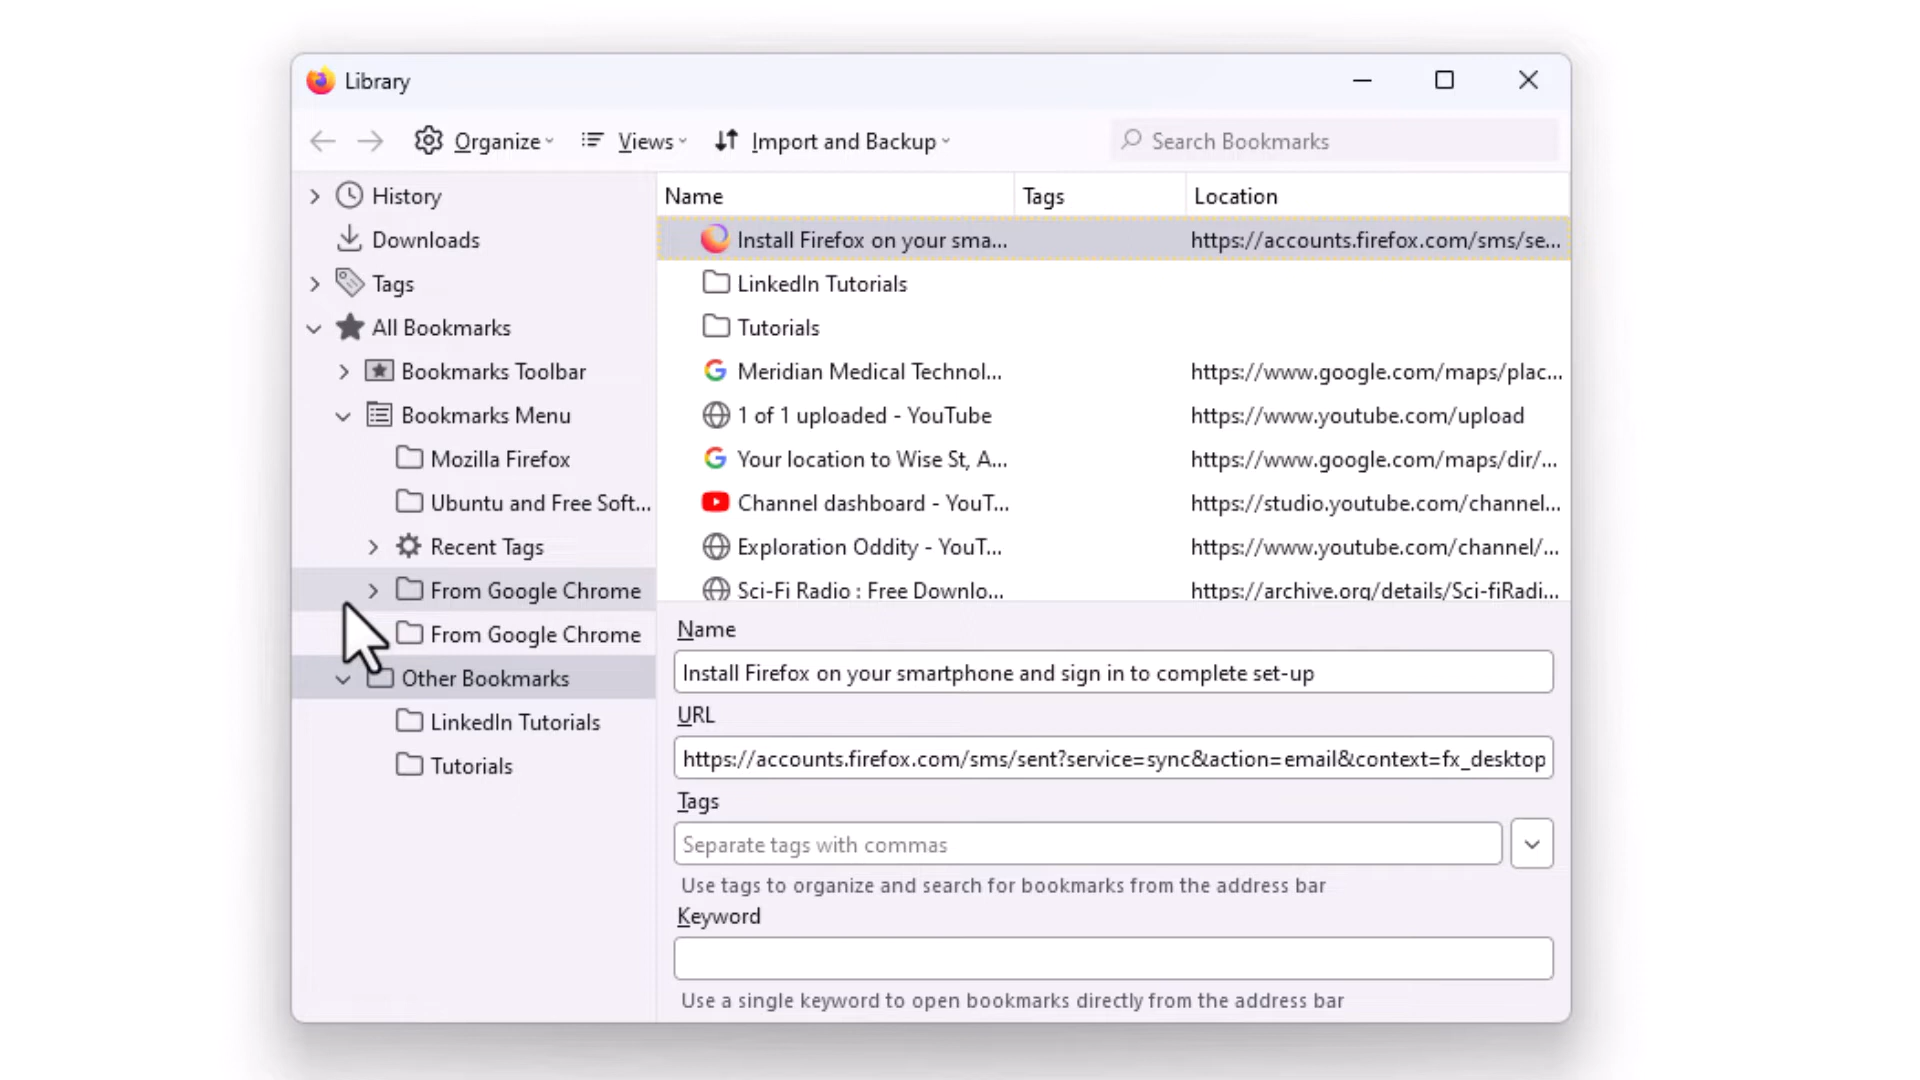 Library
Organize Views Import and Backup Search Bookmarks
History
Downloads
Tags
All Bookmarks
Bookmarks Toolbar
Bookmarks Menu
Mozilla Firefox
Ubuntu and Free Soft...
Recent Tags
From Google Chrome
From Google Chrome
Other Bookmarks
LinkedIn Tutorials
Tutorials
Name Tags Location
Install Firefox on your sma... https://accounts.firefox.com/sms/se...
LinkedIn Tutorials
Tutorials
Meridian Medical Technol... https://www.google.com/maps/plac...
1 of 1 uploaded - YouTube https://www.youtube.com/upload
Your location to Wise St, A... https://www.google.com/maps/dir/...
Channel dashboard - YouT... https://studio.youtube.com/channel...
Exploration Oddity - YouT... https://www.youtube.com/channel/...
Sci-Fi Radio : Free Downlo... https://archive.org/details/Sci-fiRadi...
Name
Install Firefox on your smartphone and sign in to complete set-up
URL
https://accounts.firefox.com/sms/sent?service=sync&action=email&context=fx_desktop
Tags
Separate tags with commas
Use tags to organize and search for bookmarks from the address bar
Keyword
Use a single keyword to open bookmarks directly from the address bar